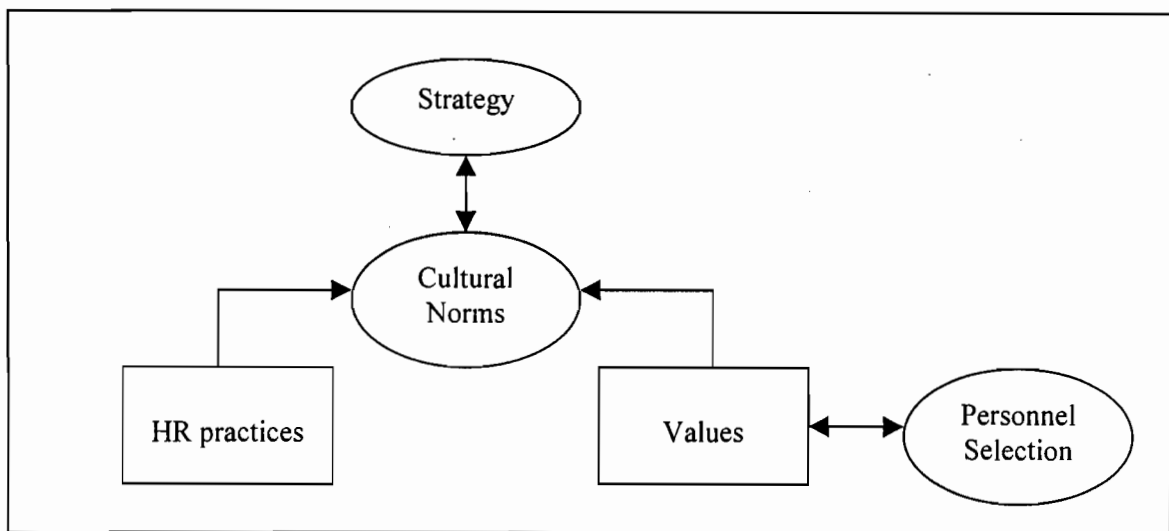 Strategy
Cultural
Norms
HR practices
Values
Personnel
Selection